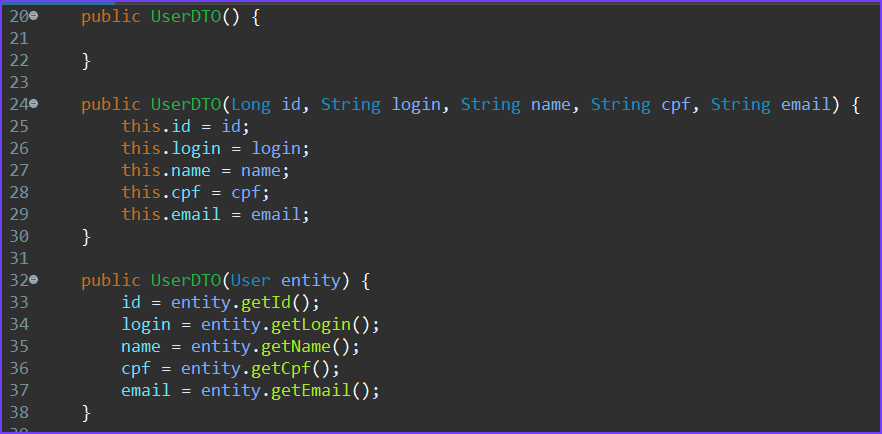 20 public UserDTO() {
21
22 }
23
24 public UserDTO(Long id, String login, String name, String cpf, String email) {
25 this.id = id;
26 this.login = login;
27 this.name = name;
28 this.cpf = cpf;
29 this.email = email;
30 }
31
32 public UserDTO(User entity) {
33 id = entity.getId();
34 login = entity.getLogin();
35 name = entity.getName();
36 cpf = entity.getCpf();
37 email = entity.getEmail();
38 }